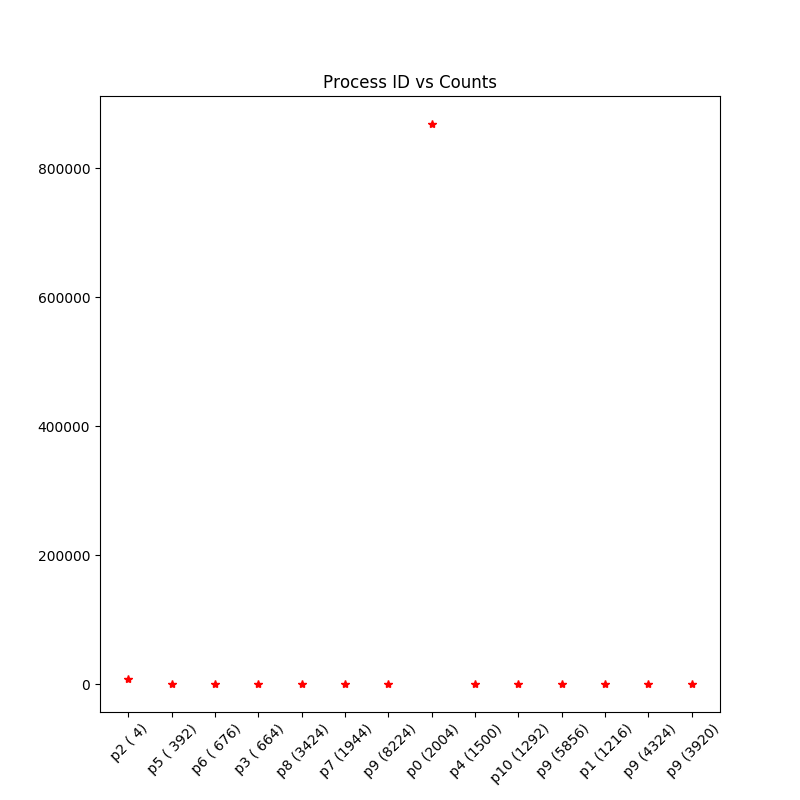 Process ID vs Counts
800000
600000
400000
200000
0
p2 ( 4)
p5 ( 392)
p6 ( 676)
p3 ( 664)
p8 (3424)
p7 (1944)
p9 (8224)
p0 (2004)
p4 (1500)
p10 (1292)
p9 (5856)
p1 (1216)
p9 (4324)
p9 (3920)